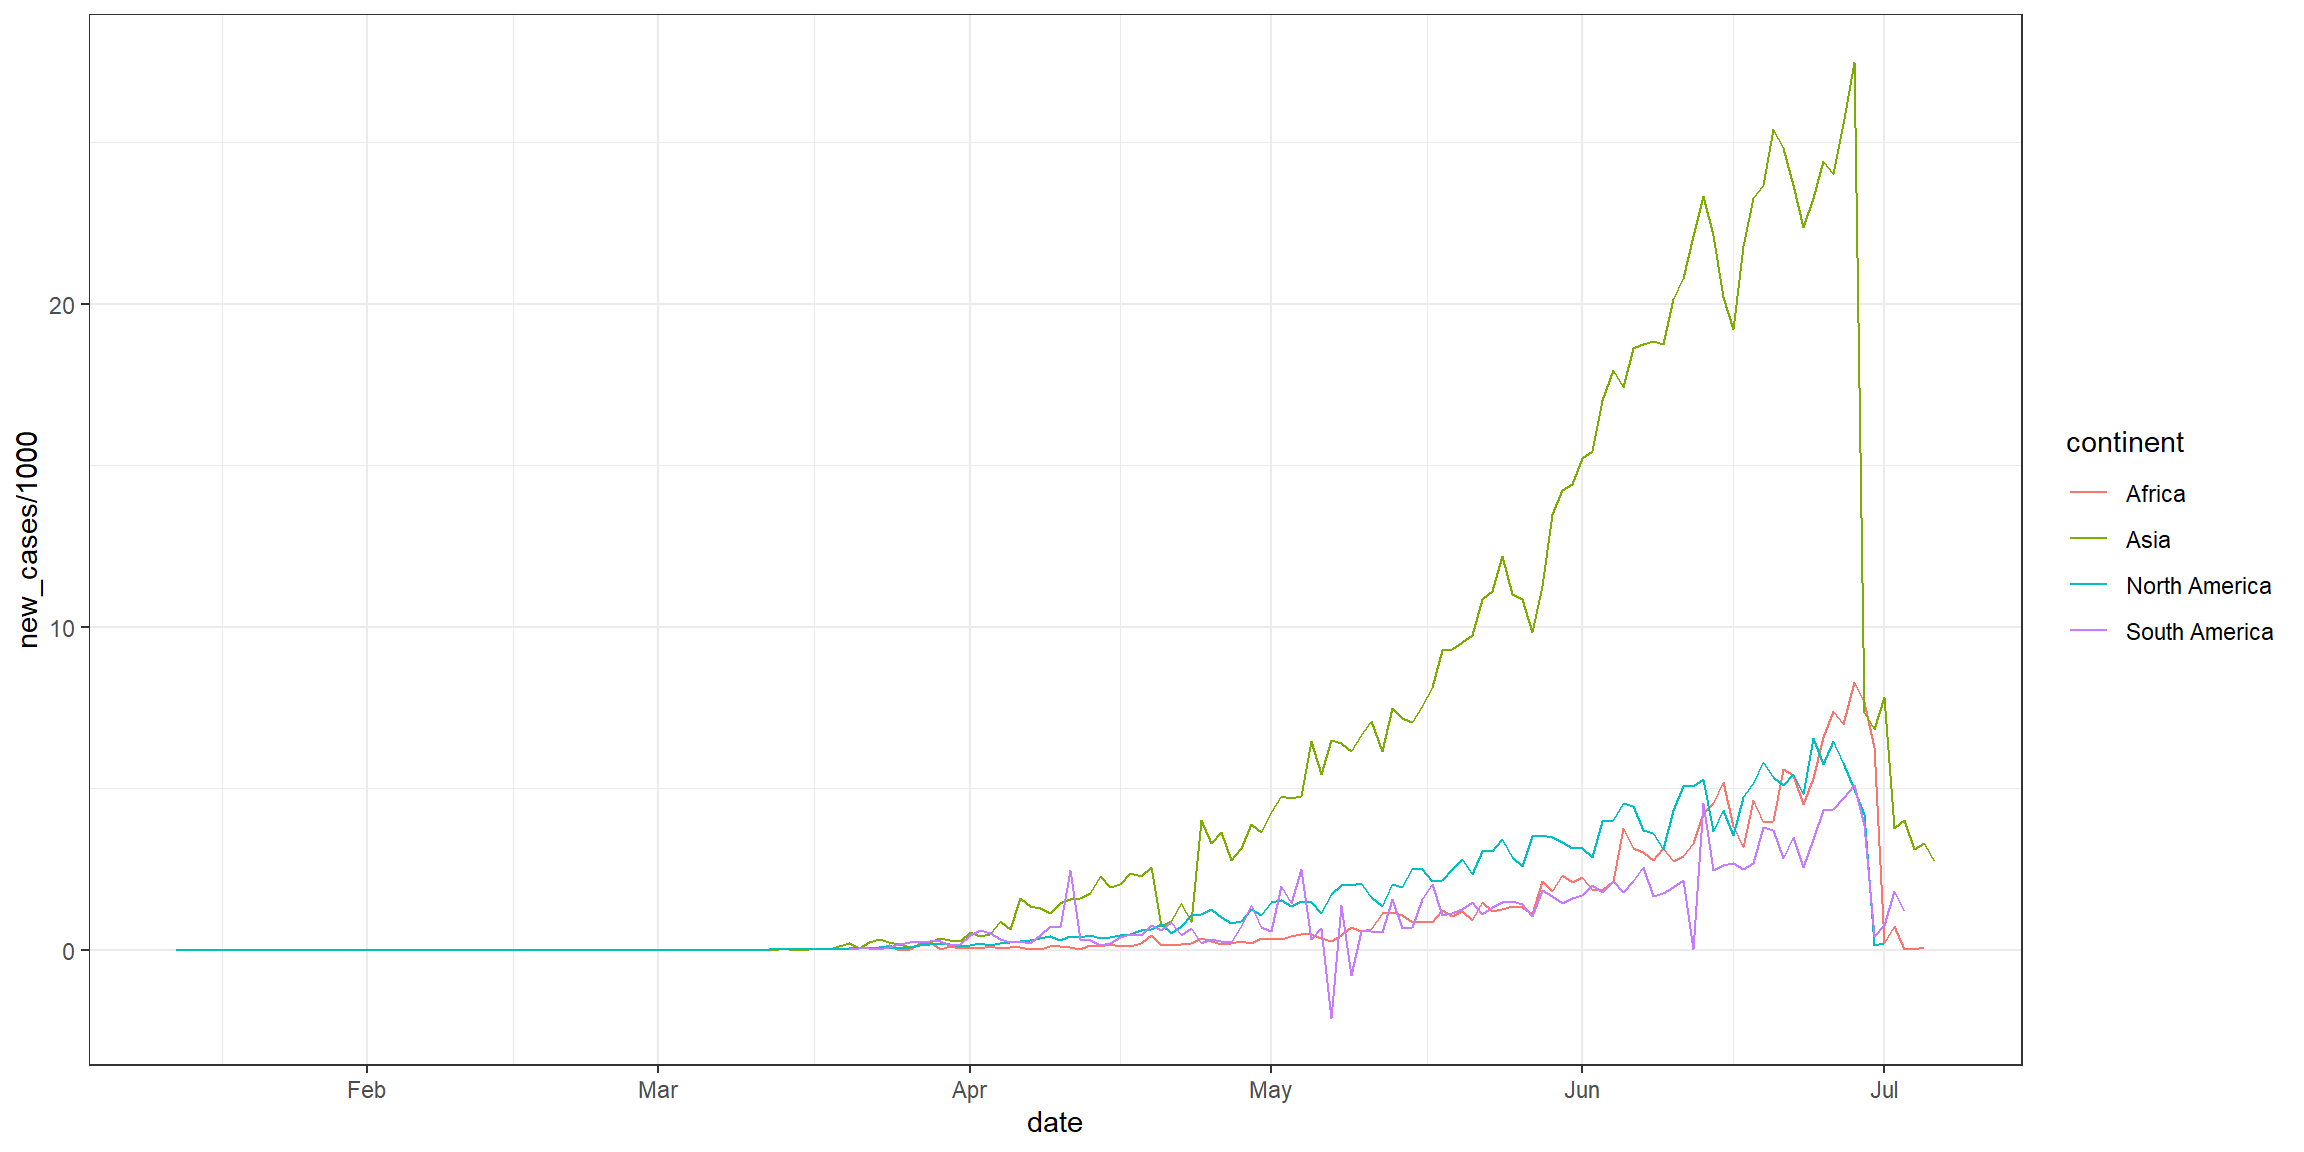 new_cases/1000
20
10
0
Feb Mar Apr May Jun Jul
date
continent
Africa
Asia
North America
South America